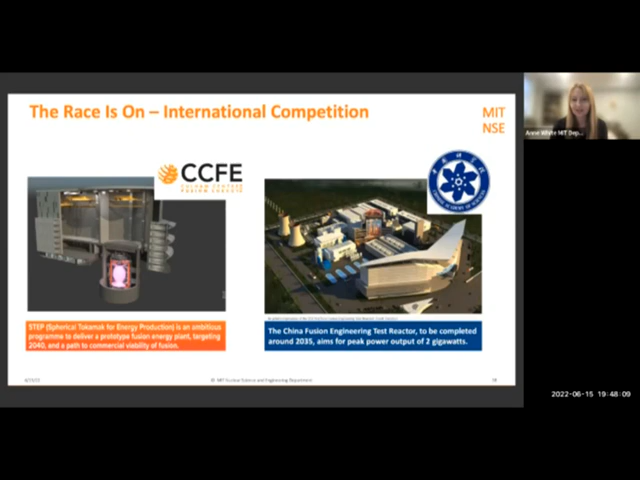 The Race Is On – International Competition
MIT
NSE
Anne White MIT Dep...
CCFE
CULHAM CENTRE
FUSION ENERGY
STEP (Spherical Tokamak for Energy Production) is an ambitious
programme to deliver a prototype fusion energy plant, targeting
2040, and a path to commercial viability of fusion.
The China Fusion Engineering Test Reactor, to be completed
around 2035, aims for peak power output of 2 gigawatts.
MIT Nuclear Science and Engineering Department
2022-06-15 19:48:09